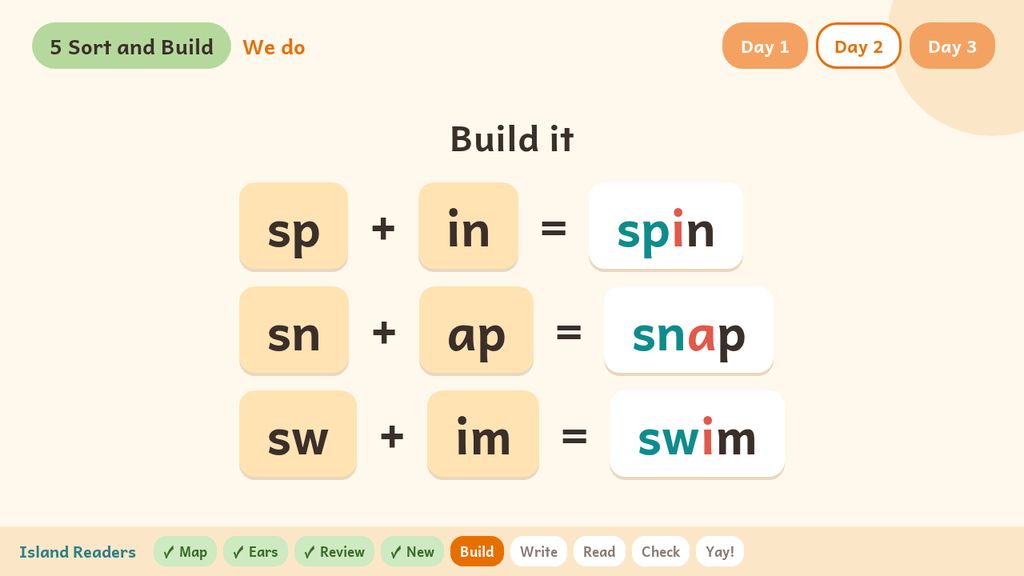 5 Sort and Build We do Day 1 Day 2 Day 3
Build it
sp + in = spin
sn + ap = snap
sw + im = swim
Island Readers ✓ Map ✓ Ears ✓ Review ✓ New Build Write Read Check Yay!